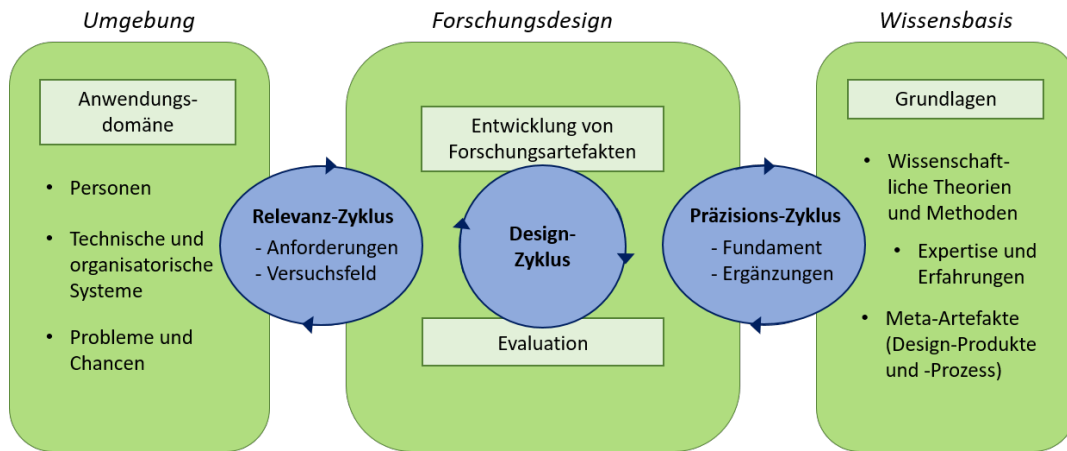 Umgebung
Forschungsdesign
Wissensbasis
Anwendungs-
domäne
• Personen
• Technische und
organisatorische
Systeme
• Probleme und
Chancen
Relevanz-Zyklus
- Anforderungen
- Versuchsfeld
Entwicklung von
Forschungsartefakten
Design-
Zyklus
Evaluation
Präzisions-Zyklus
- Fundament
- Ergänzungen
Grundlagen
• Wissenschaft-
liche Theorien
und Methoden
• Expertise und
Erfahrungen
• Meta-Artefakte
(Design-Produkte
und -Prozess)